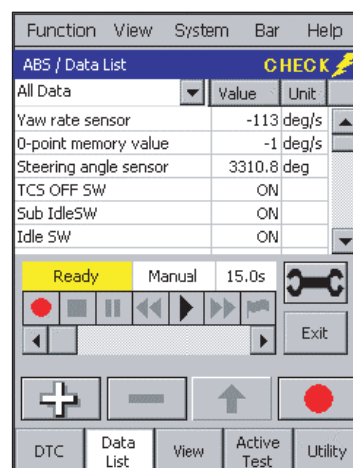 Function View System Bar Help
ABS / Data List CHECK
All Data Value Unit
Yaw rate sensor -113 deg/s
0-point memory value -1 deg/s
Steering angle sensor 3310.8 deg
TCS OFF SW ON
Sub IdleSW ON
Idle SW ON
Ready Manual 15.0s
Exit
DTC Data List View Active Test Utility